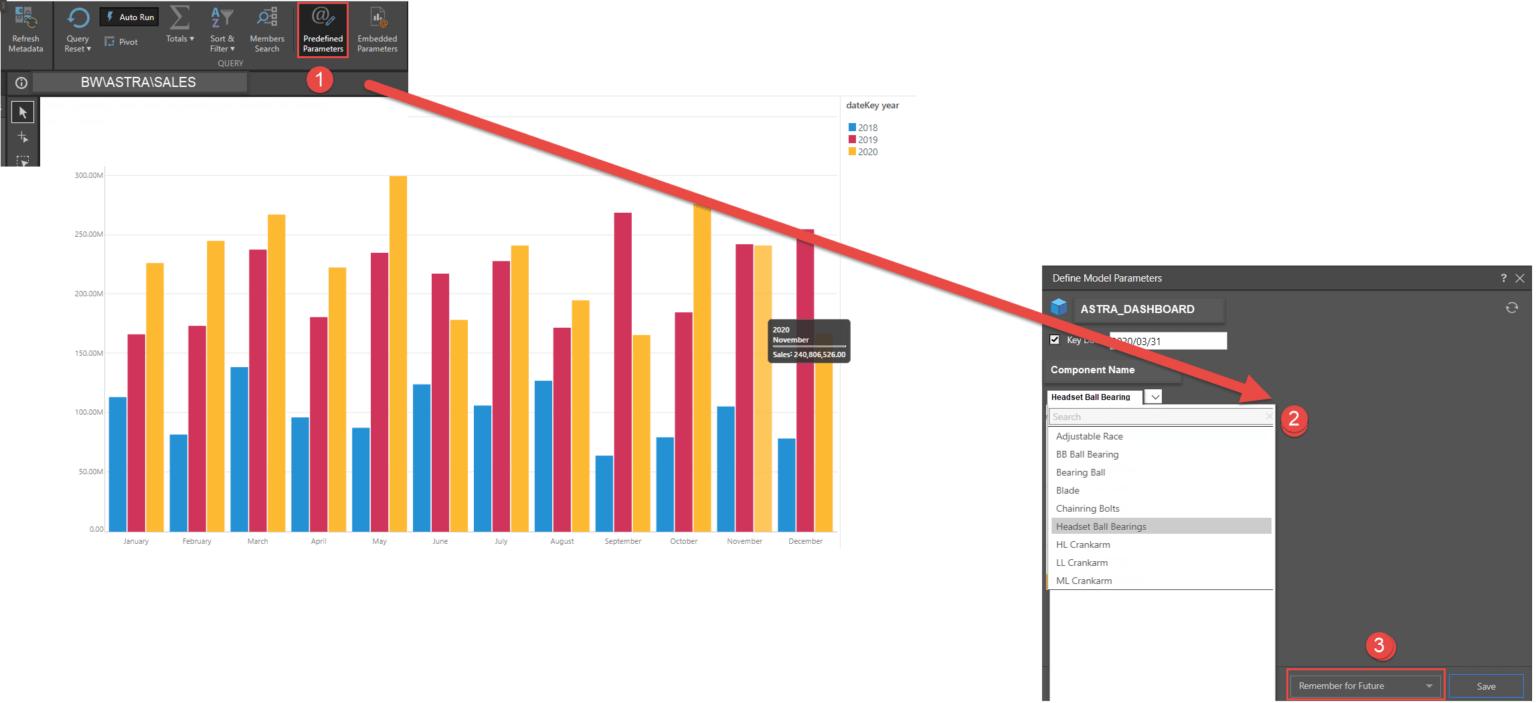 Auto Run
Refresh Metadata
Query Reset
Pivot
Totals
Sort & Filter
Members Search
Predefined Parameters
Embedded Parameters
QUERY
BW\ASTRA\SALES
1
dateKey year
2018
2019
2020
300.00M
250.00M
200.00M
150.00M
100.00M
50.00M
0.00
2020
November
Sales: 240,806,526.00
January
February
March
April
May
June
July
August
September
October
November
December
Define Model Parameters
?
ASTRA_DASHBOARD
Key
2020/03/31
Component Name
Headset Ball Bearing
2
Search
Adjustable Race
BB Ball Bearing
Bearing Ball
Blade
Chainring Bolts
Headset Ball Bearings
HL Crankarm
LL Crankarm
ML Crankarm
3
Remember for Future
Save